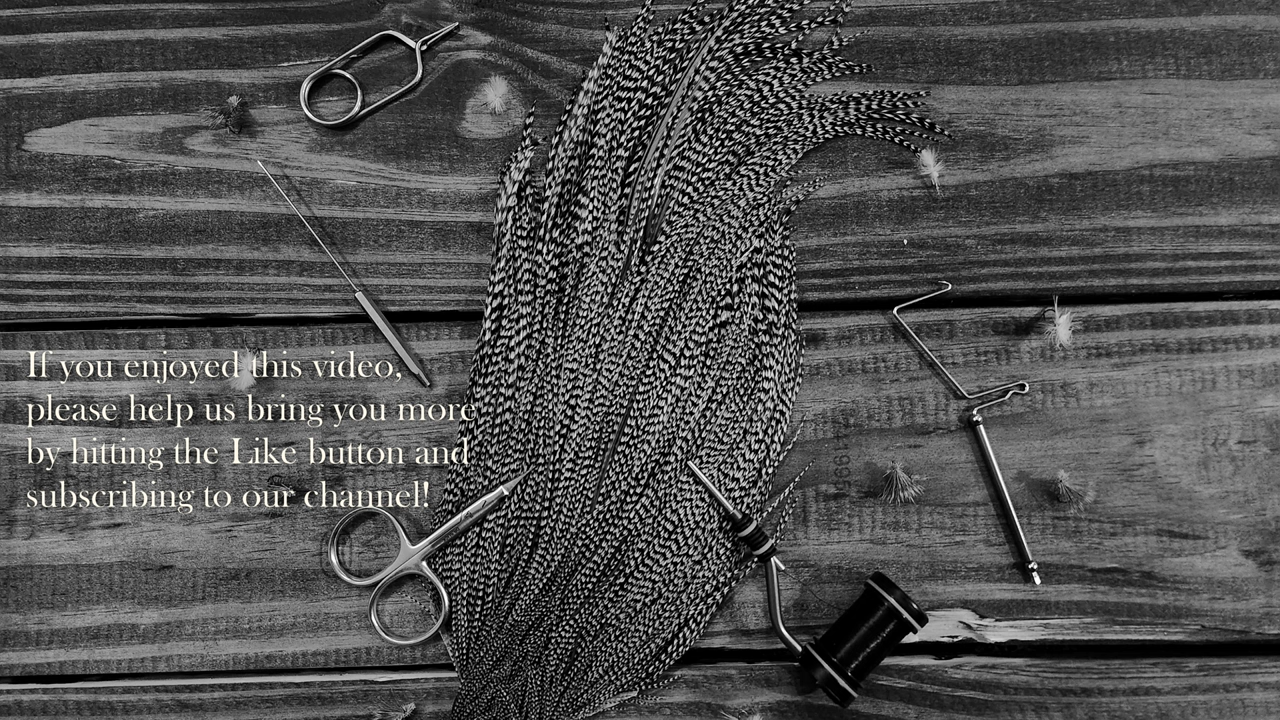 If you enjoyed this video,
please help us bring you more
by hitting the Like button and
subscribing to our channel!